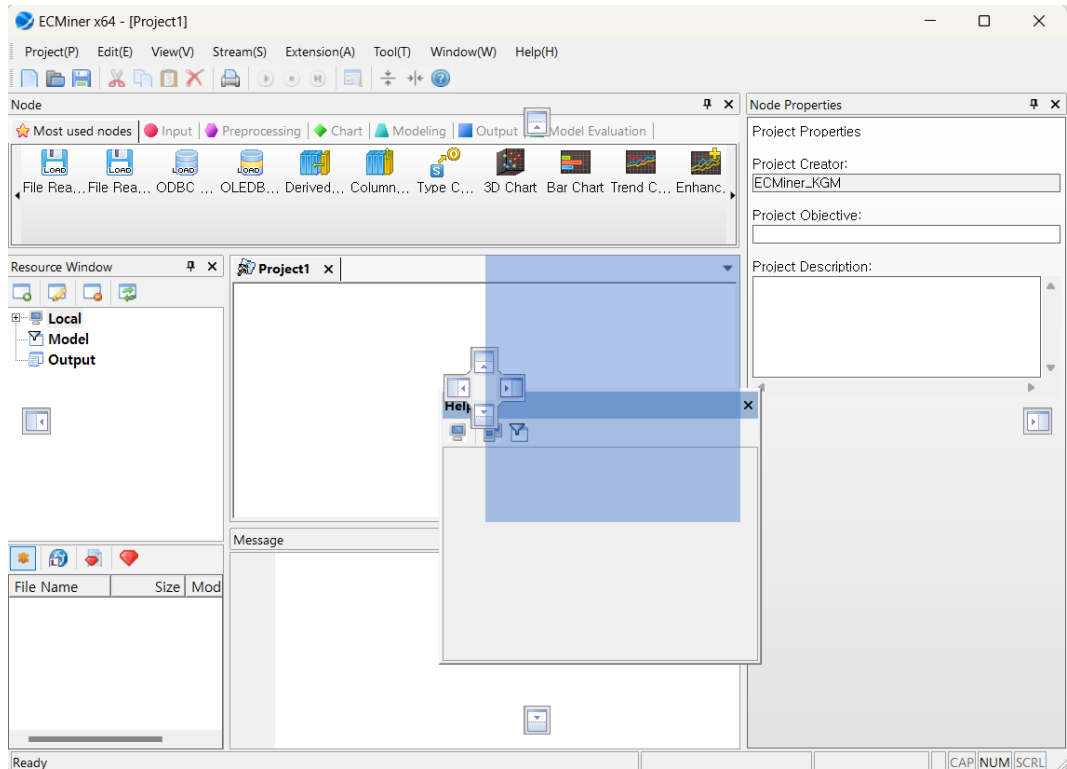 ECMiner x64 - [Project1]
Project(P) Edit(E) View(V) Stream(S) Extension(A) Tool(T) Window(W) Help(H)
Node
Node Properties
Most used nodes Input Preprocessing Chart Modeling Output Model Evaluation
Project Properties
LOAD LOAD LOAD LOAD
File Rea... File Rea... ODBC ... OLEDB... Derived... Column... Type C... 3D Chart Bar Chart Trend C... Enhanc.
Project Creator:
ECMiner_KGM
Project Objective:
Resource Window
Project1
Project Description:
Local
Model
Output
Message
File Name Size Mod
Ready
CAP NUM SCRL